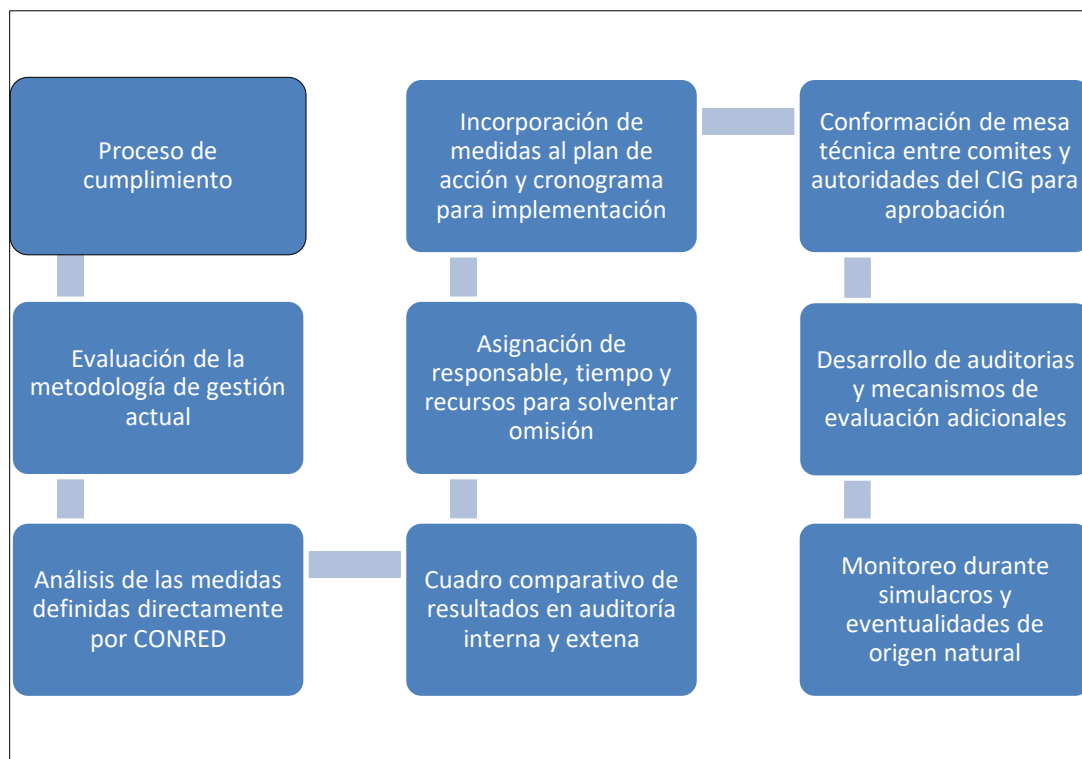 Proceso de
cumplimiento
Evaluación de la
metodología de gestión
actual
Análisis de las medidas
definidas directamente
por CONRED
Cuadro comparativo de
resultados en auditoría
interna y extena
Asignación de
responsable, tiempo y
recursos para solventar
omisión
Incorporación de
medidas al plan de
acción y cronograma
para implementación
Conformación de mesa
técnica entre comites y
autoridades del CIG para
aprobación
Desarrollo de auditorias
y mecanismos de
evaluación adicionales
Monitoreo durante
simulacros y
eventualidades de
origen natural